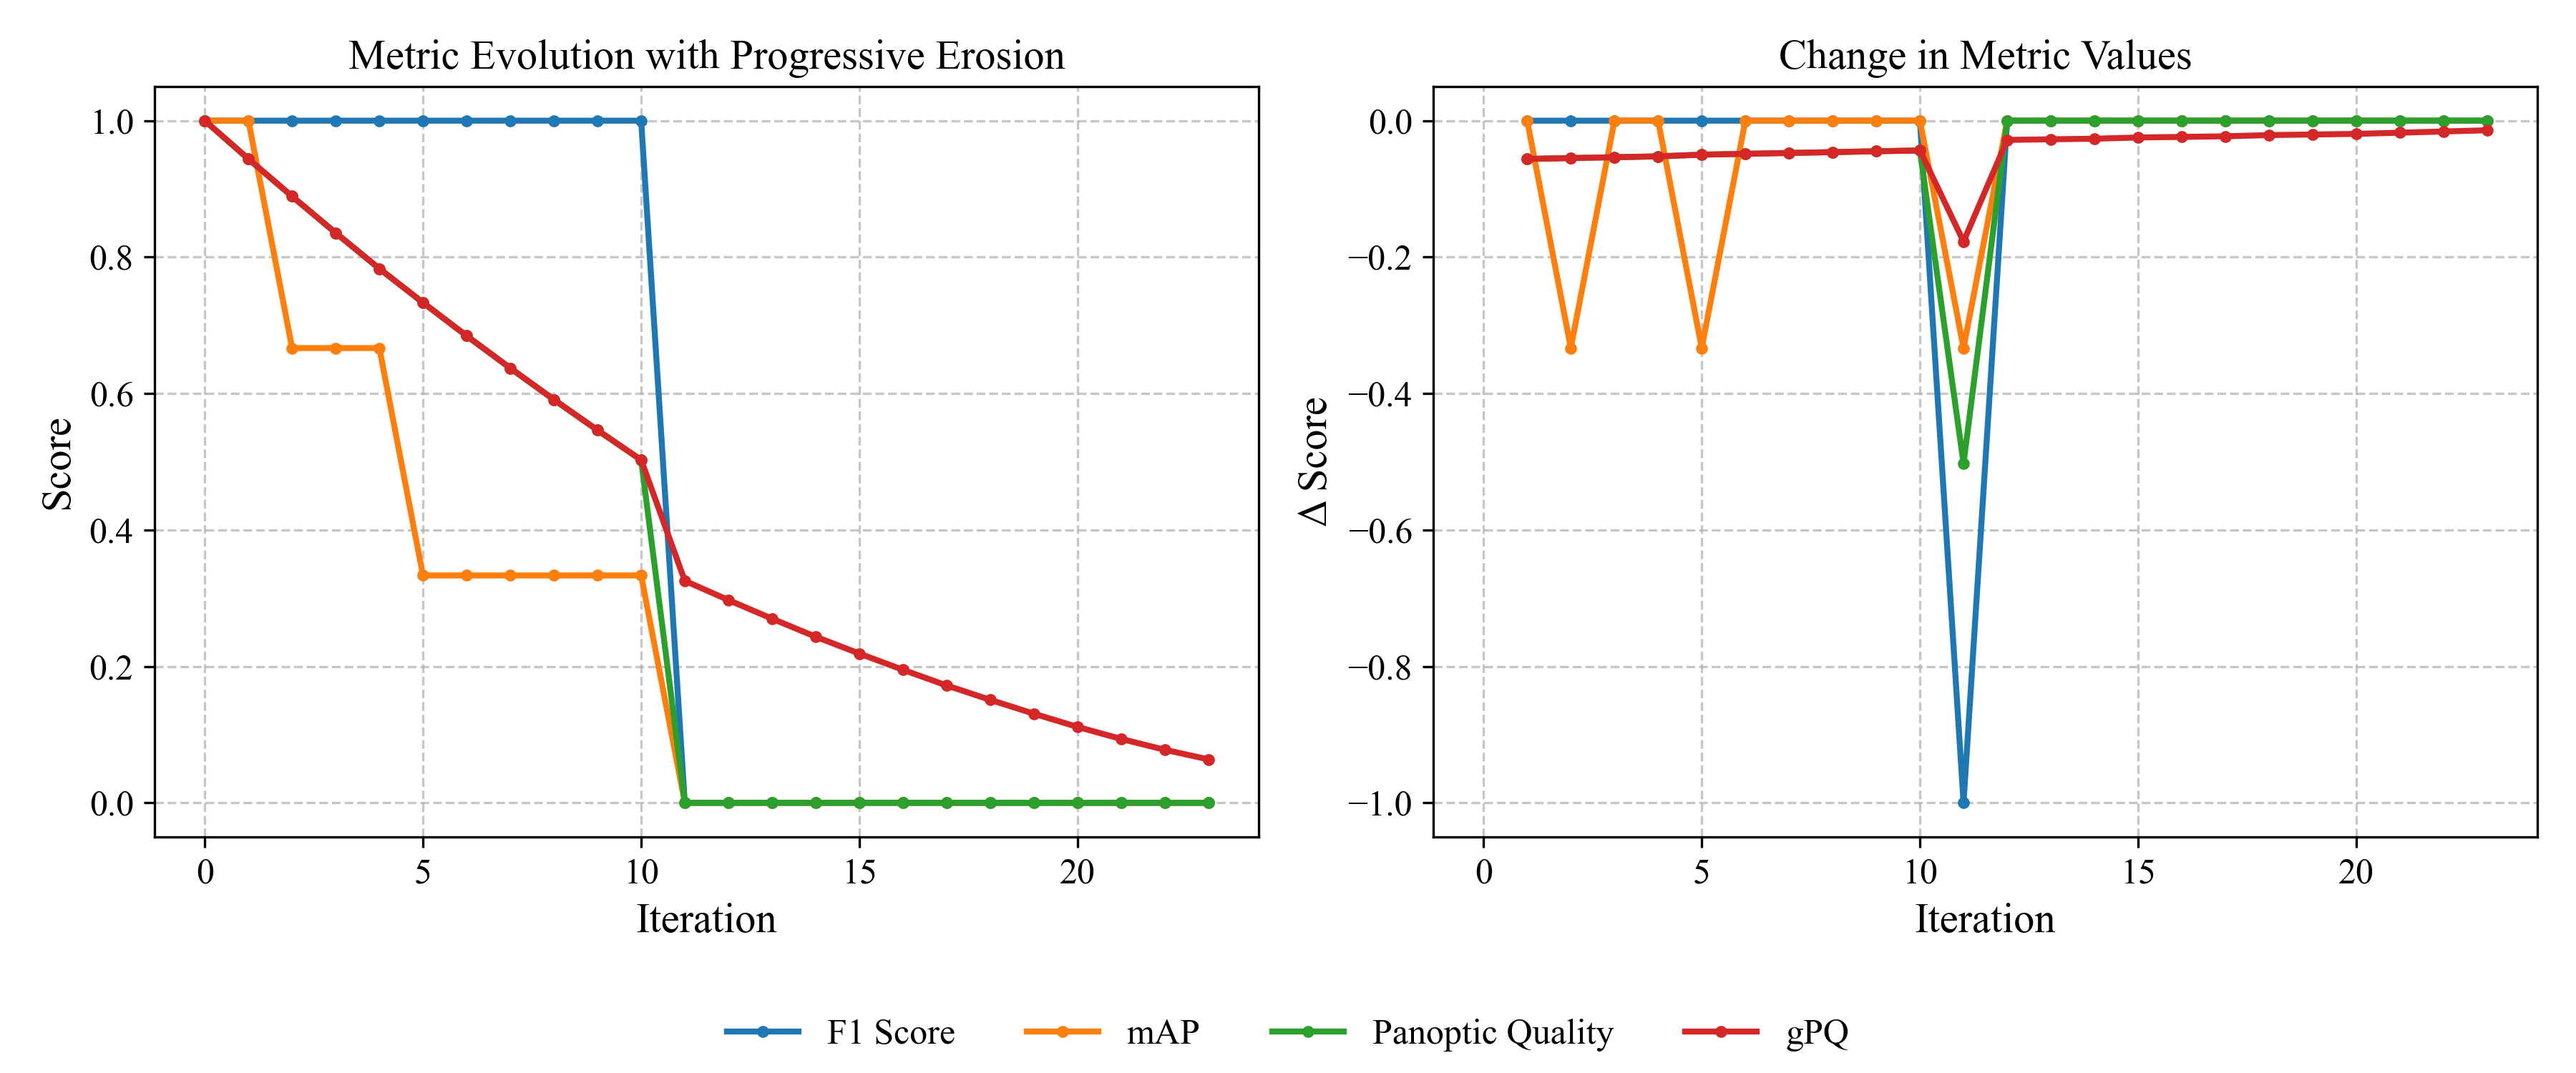 Metric Evolution with Progressive Erosion
1.0
0.8
0.6
0.4
0.2
0.0
Score
0 5 10 15 20
Iteration
Change in Metric Values
0.0
−0.2
−0.4
−0.6
−0.8
−1.0
Δ Score
0 5 10 15 20
Iteration
F1 Score mAP Panoptic Quality gPQ